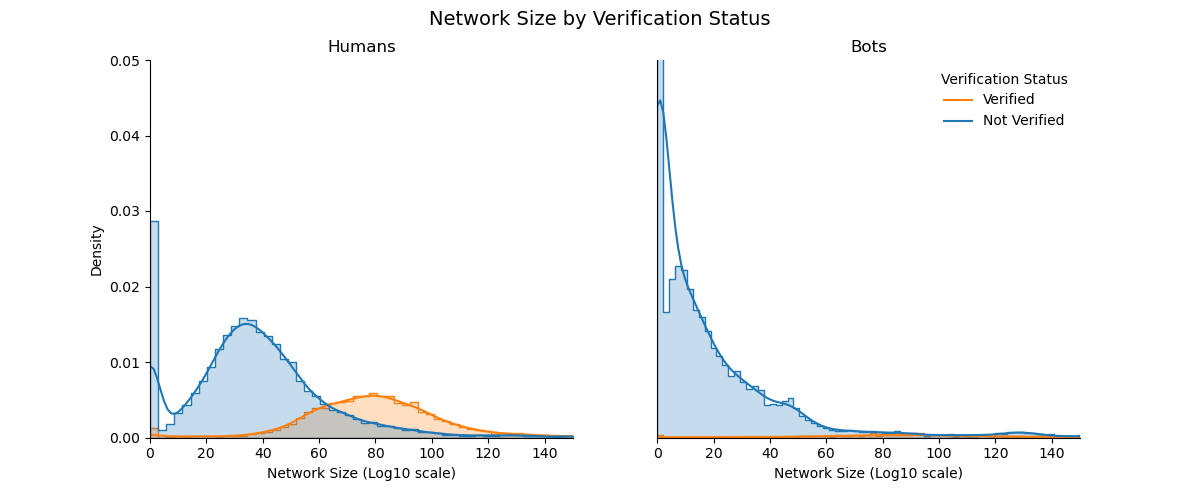 Network Size by Verification Status
Humans
Bots
0.05
0.04
0.03
0.02
0.01
0.00
Density
0 20 40 60 80 100 120 140
Network Size (Log10 scale)
Verification Status
Verified
Not Verified
0 20 40 60 80 100 120 140
Network Size (Log10 scale)